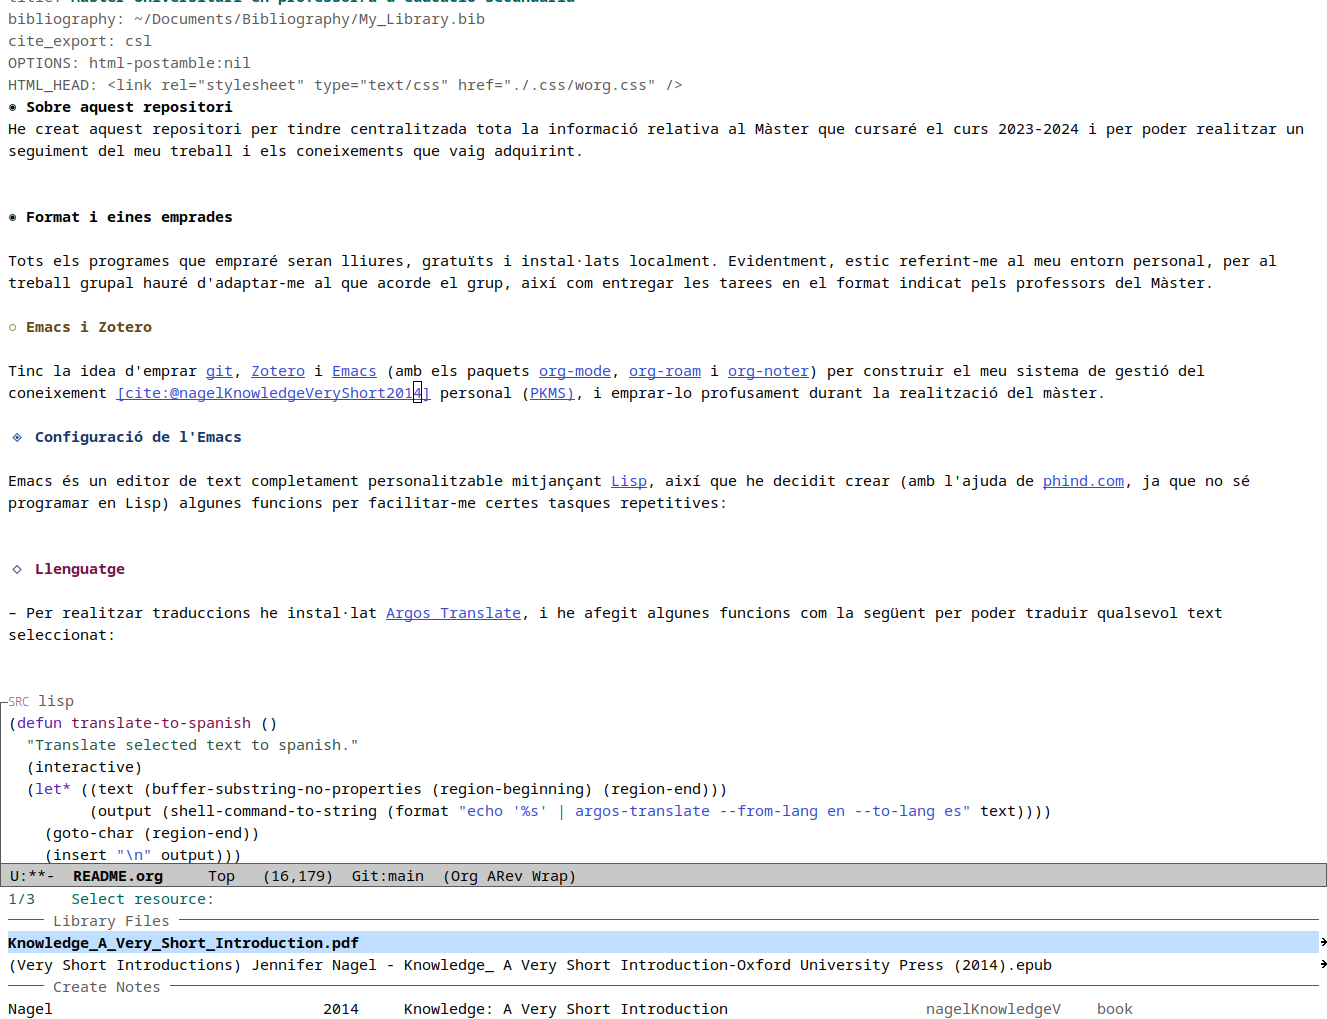 title: Màster Universitari en professor/a d'educació secundària
bibliography: ~/Documents/Bibliography/My_Library.bib
cite_export: csl
OPTIONS: html-postamble:nil
HTML_HEAD: <link rel="stylesheet" type="text/css" href="./.css/worg.css" />
◉ Sobre aquest repositori
He creat aquest repositori per tindre centralitzada tota la informació relativa al Màster que cursaré el curs 2023-2024 i per poder realitzar un
seguiment del meu treball i els coneixements que vaig adquirint.
◉ Format i eines emprades
Tots els programes que empraré seran lliures, gratuïts i instal·lats localment. Evidentment, estic referint-me al meu entorn personal, per al
treball grupal hauré d'adaptar-me al que acorde el grup, així com entregar les tarees en el format indicat pels professors del Màster.
○ Emacs i Zotero
Tinc la idea d'emprar git, Zotero i Emacs (amb els paquets org-mode, org-roam i org-noter) per construir el meu sistema de gestió del
coneixement [cite:@nagelKnowledgeVeryShort2014] personal (PKMS), i emprar-lo profusament durant la realització del màster.
◈ Configuració de l'Emacs
Emacs és un editor de text completament personalitzable mitjançant Lisp, així que he decidit crear (amb l'ajuda de phind.com, ja que no sé
programar en Lisp) algunes funcions per facilitar-me certes tasques repetitives:
◇ Llenguatge
– Per realitzar traduccions he instal·lat Argos Translate, i he afegit algunes funcions com la següent per poder traduir qualsevol text
seleccionat:
SRC lisp
(defun translate-to-spanish ()
  "Translate selected text to spanish."
  (interactive)
  (let* ((text (buffer-substring-no-properties (region-beginning) (region-end)))
         (output (shell-command-to-string (format "echo '%s' | argos-translate --from-lang en --to-lang es" text))))
    (goto-char (region-end))
    (insert "\n" output)))
U:**-  README.org     Top   (16,179)  Git:main  (Org ARev Wrap)
1/3    Select resource:
Library Files
Knowledge_A_Very_Short_Introduction.pdf
(Very Short Introductions) Jennifer Nagel - Knowledge_ A Very Short Introduction-Oxford University Press (2014).epub
Create Notes
Nagel 2014 Knowledge: A Very Short Introduction nagelKnowledgeV book